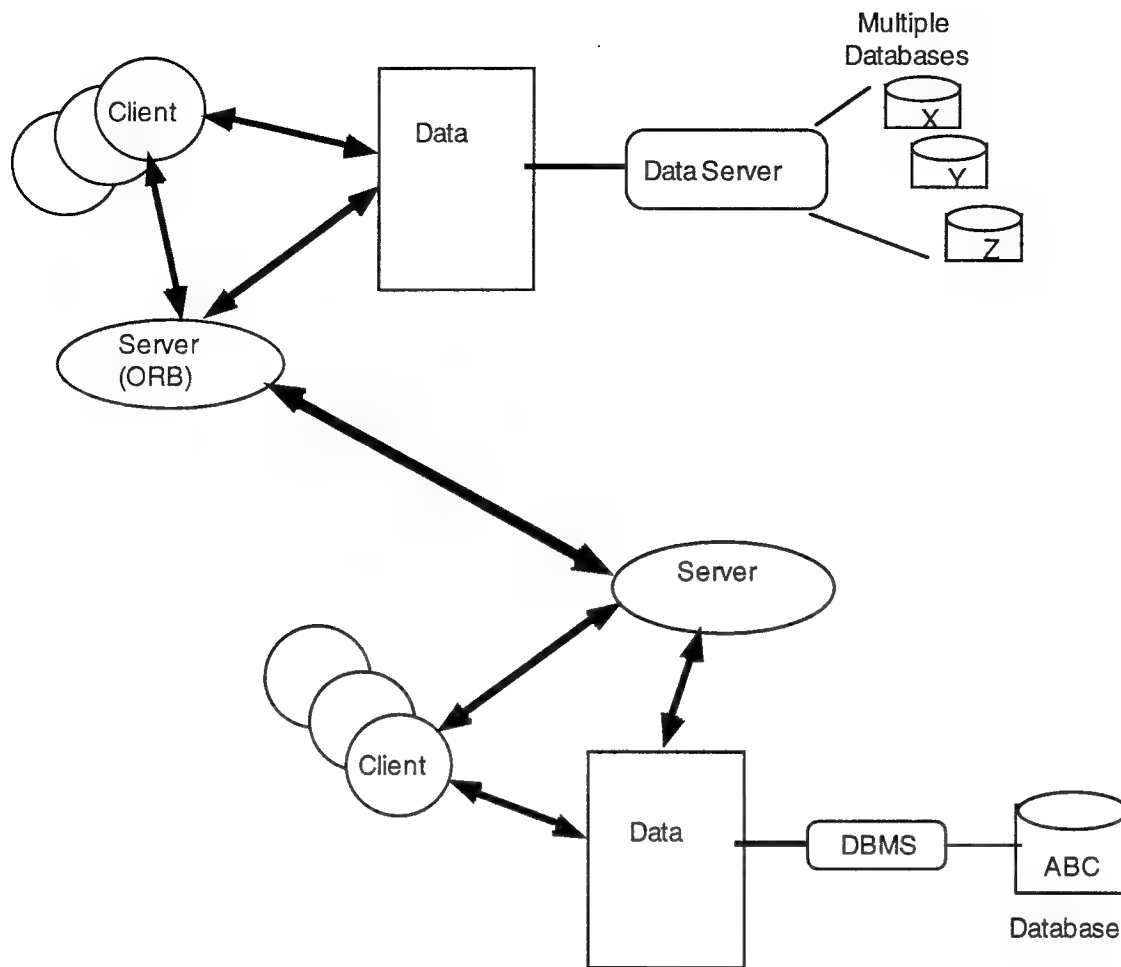 Multiple
Databases
Client
Data
Data Server
X
Y
Z
Server
(ORB)
Server
Client
Data
DBMS
ABC
Database